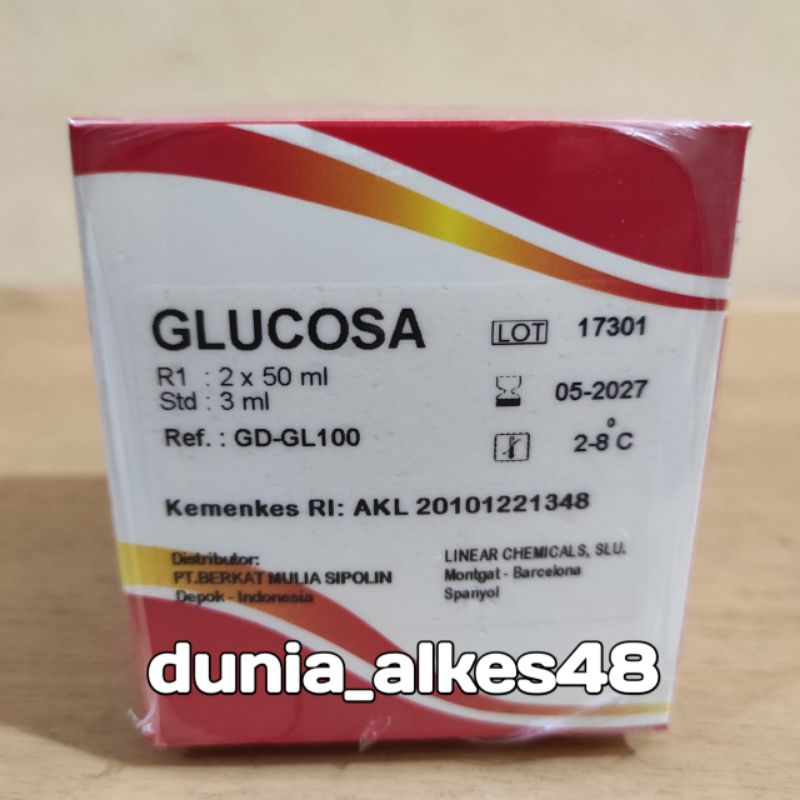 GLUCOSA
R1 : 2 x 50 ml
Std : 3 ml
Ref. : GD-GL100
LOT 17301
05-2027
2-8°C
Kemenkes RI: AKL 20101221348
Distributor:
PT.BERKAT MULIA SIPOLIN
Depok - Indonesia
LINEAR CHEMICALS, SLU.
Montgat - Barcelona
Spanyol
dunia_alkes48